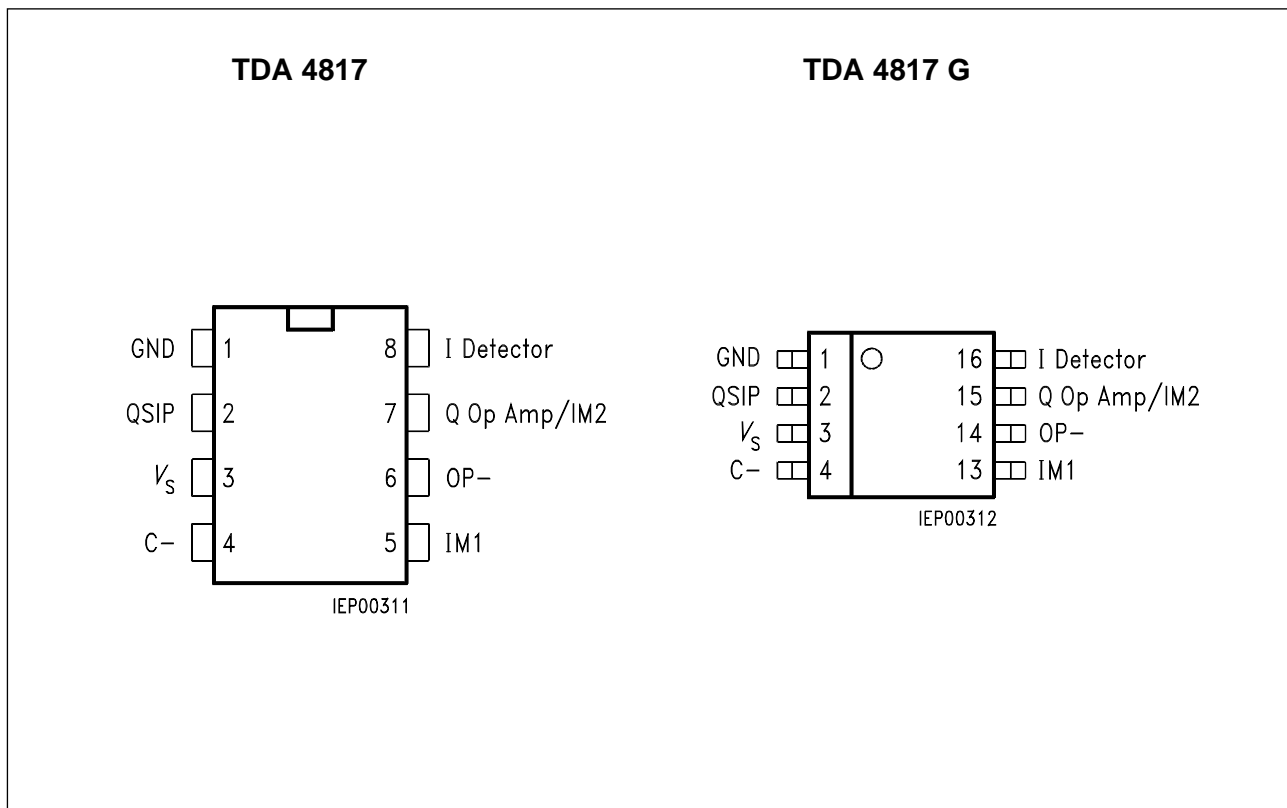 TDA 4817
GND 1 8 I Detector
QSIP 2 7 Q Op Amp/IM2
VS 3 6 OP-
C- 4 5 IM1
IEP00311
TDA 4817 G
GND 1 16 I Detector
QSIP 2 15 Q Op Amp/IM2
VS 3 14 OP-
C- 4 13 IM1
IEP00312